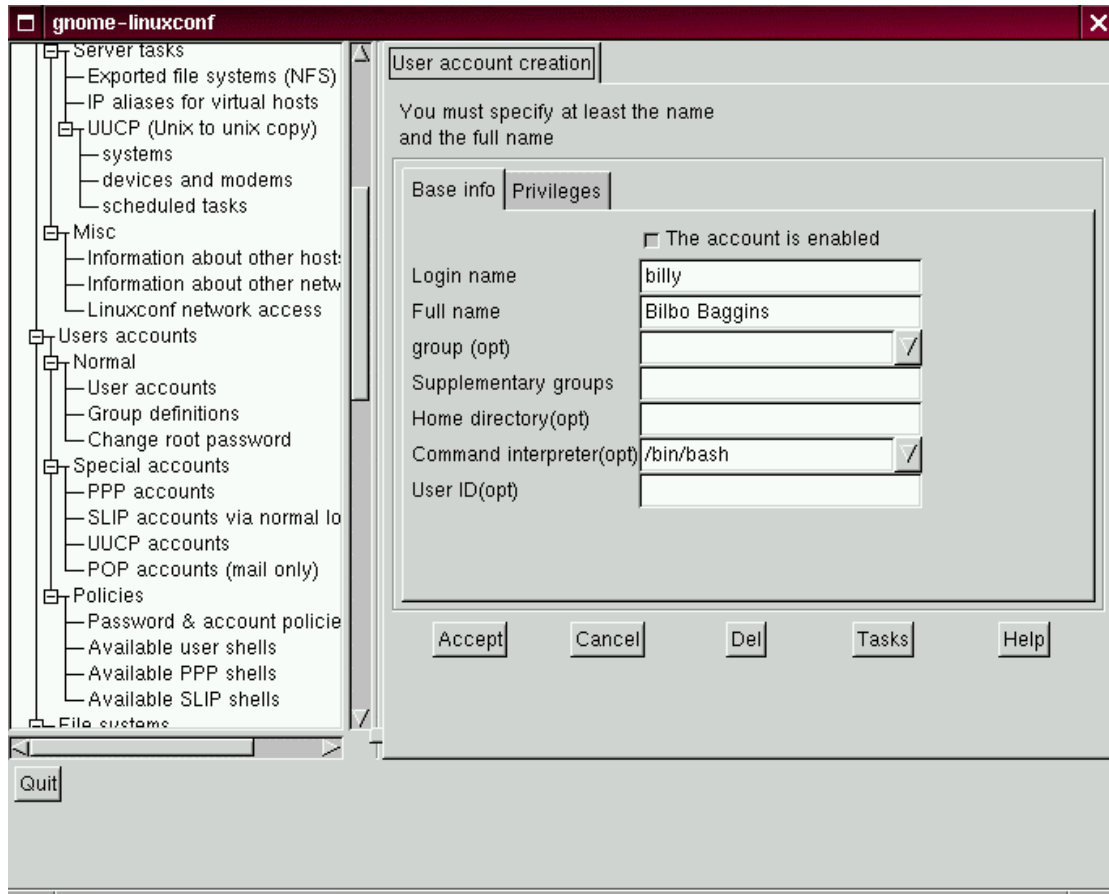 gnome-linuxconf
Server tasks
Exported file systems (NFS)
IP aliases for virtual hosts
UUCP (Unix to unix copy)
systems
devices and modems
scheduled tasks
Misc
Information about other hosts
Information about other netw
Linuxconf network access
Users accounts
Normal
User accounts
Group definitions
Change root password
Special accounts
PPP accounts
SLIP accounts via normal lo
UUCP accounts
POP accounts (mail only)
Policies
Password & account policie
Available user shells
Available PPP shells
Available SLIP shells
File systems
Quit
User account creation
You must specify at least the name
and the full name
Base info Privileges
The account is enabled
Login name billy
Full name Bilbo Baggins
group (opt)
Supplementary groups
Home directory(opt)
Command interpreter(opt) /bin/bash
User ID(opt)
Accept Cancel Del Tasks Help